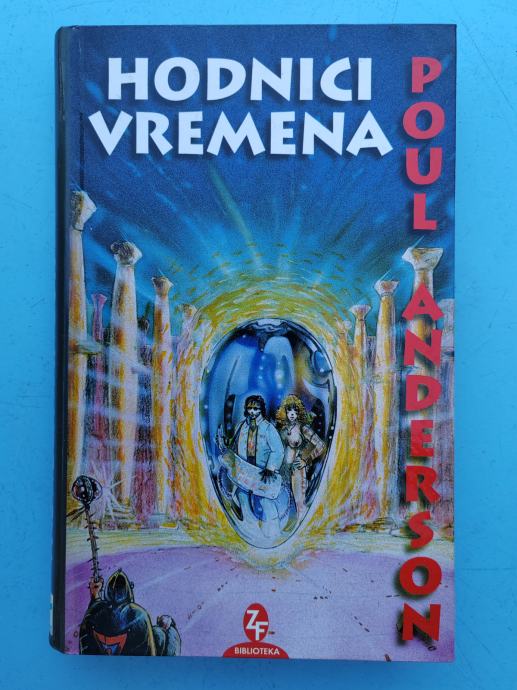 HODNICI
VREMENA
POUL ANDERSON
ZF
BIBLIOTEKA